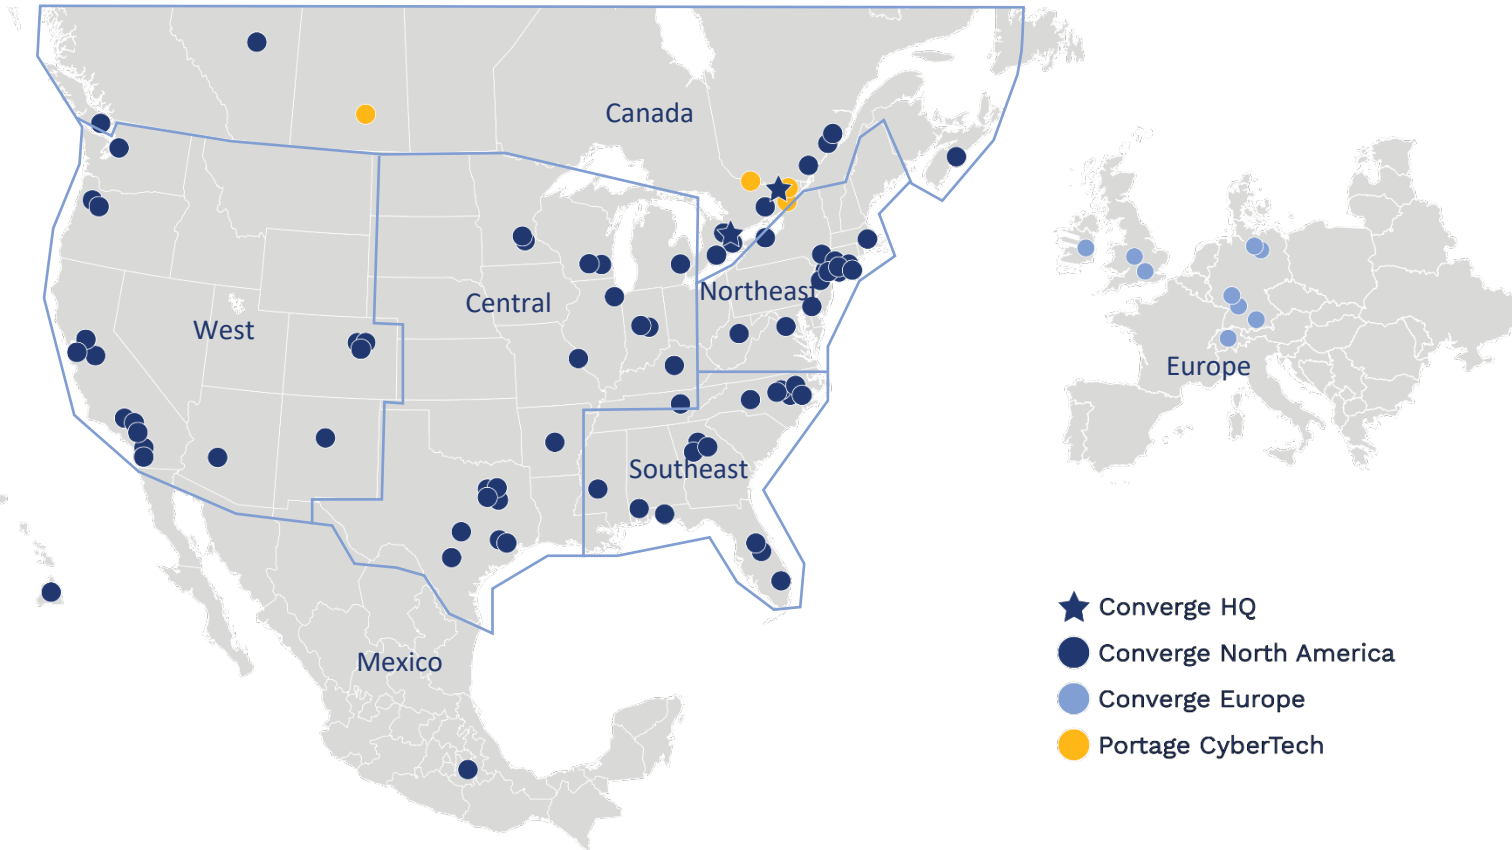 Canada
Northeast
Central
West
Europe
Southeast
Mexico
Converge HQ
Converge North America
Converge Europe
Portage CyberTech